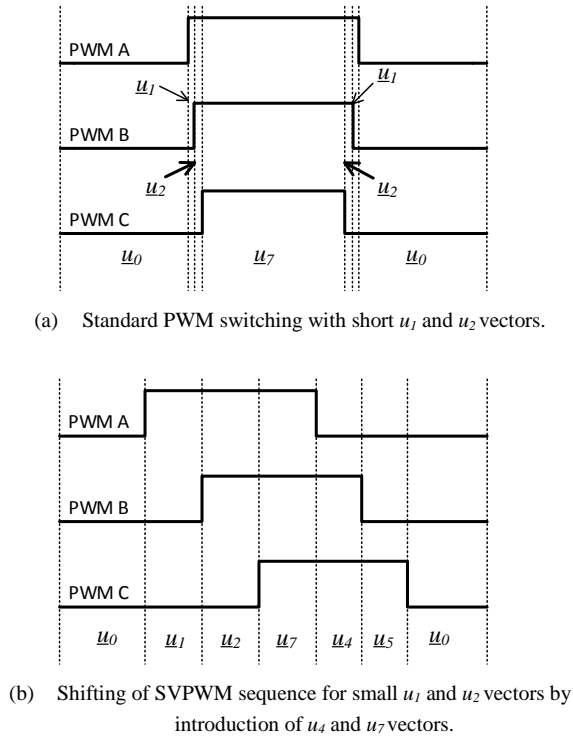 PWM A
u1
u1
PWM B
u2
u2
PWM C
u0
u7
u0
(a) Standard PWM switching with short u1 and u2 vectors.
PWM A
PWM B
PWM C
u0 u1 u2 u7 u4 u5 u0
(b) Shifting of SVPWM sequence for small u1 and u2 vectors by
introduction of u4 and u7 vectors.